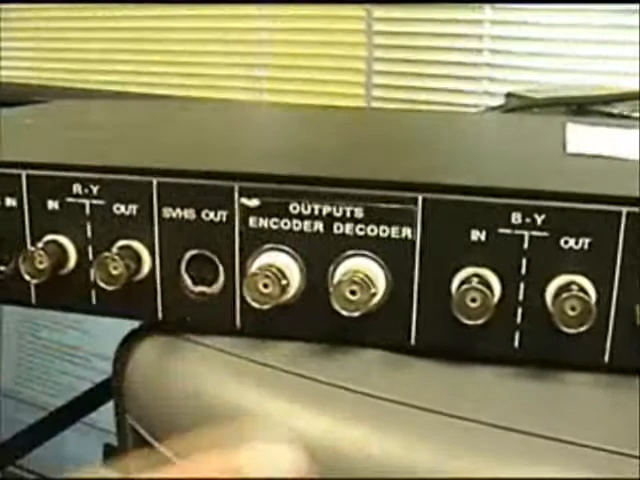 IN
R-Y
IN OUT
SVHS OUT
OUTPUTS
ENCODER DECODER
B-Y
IN OUT